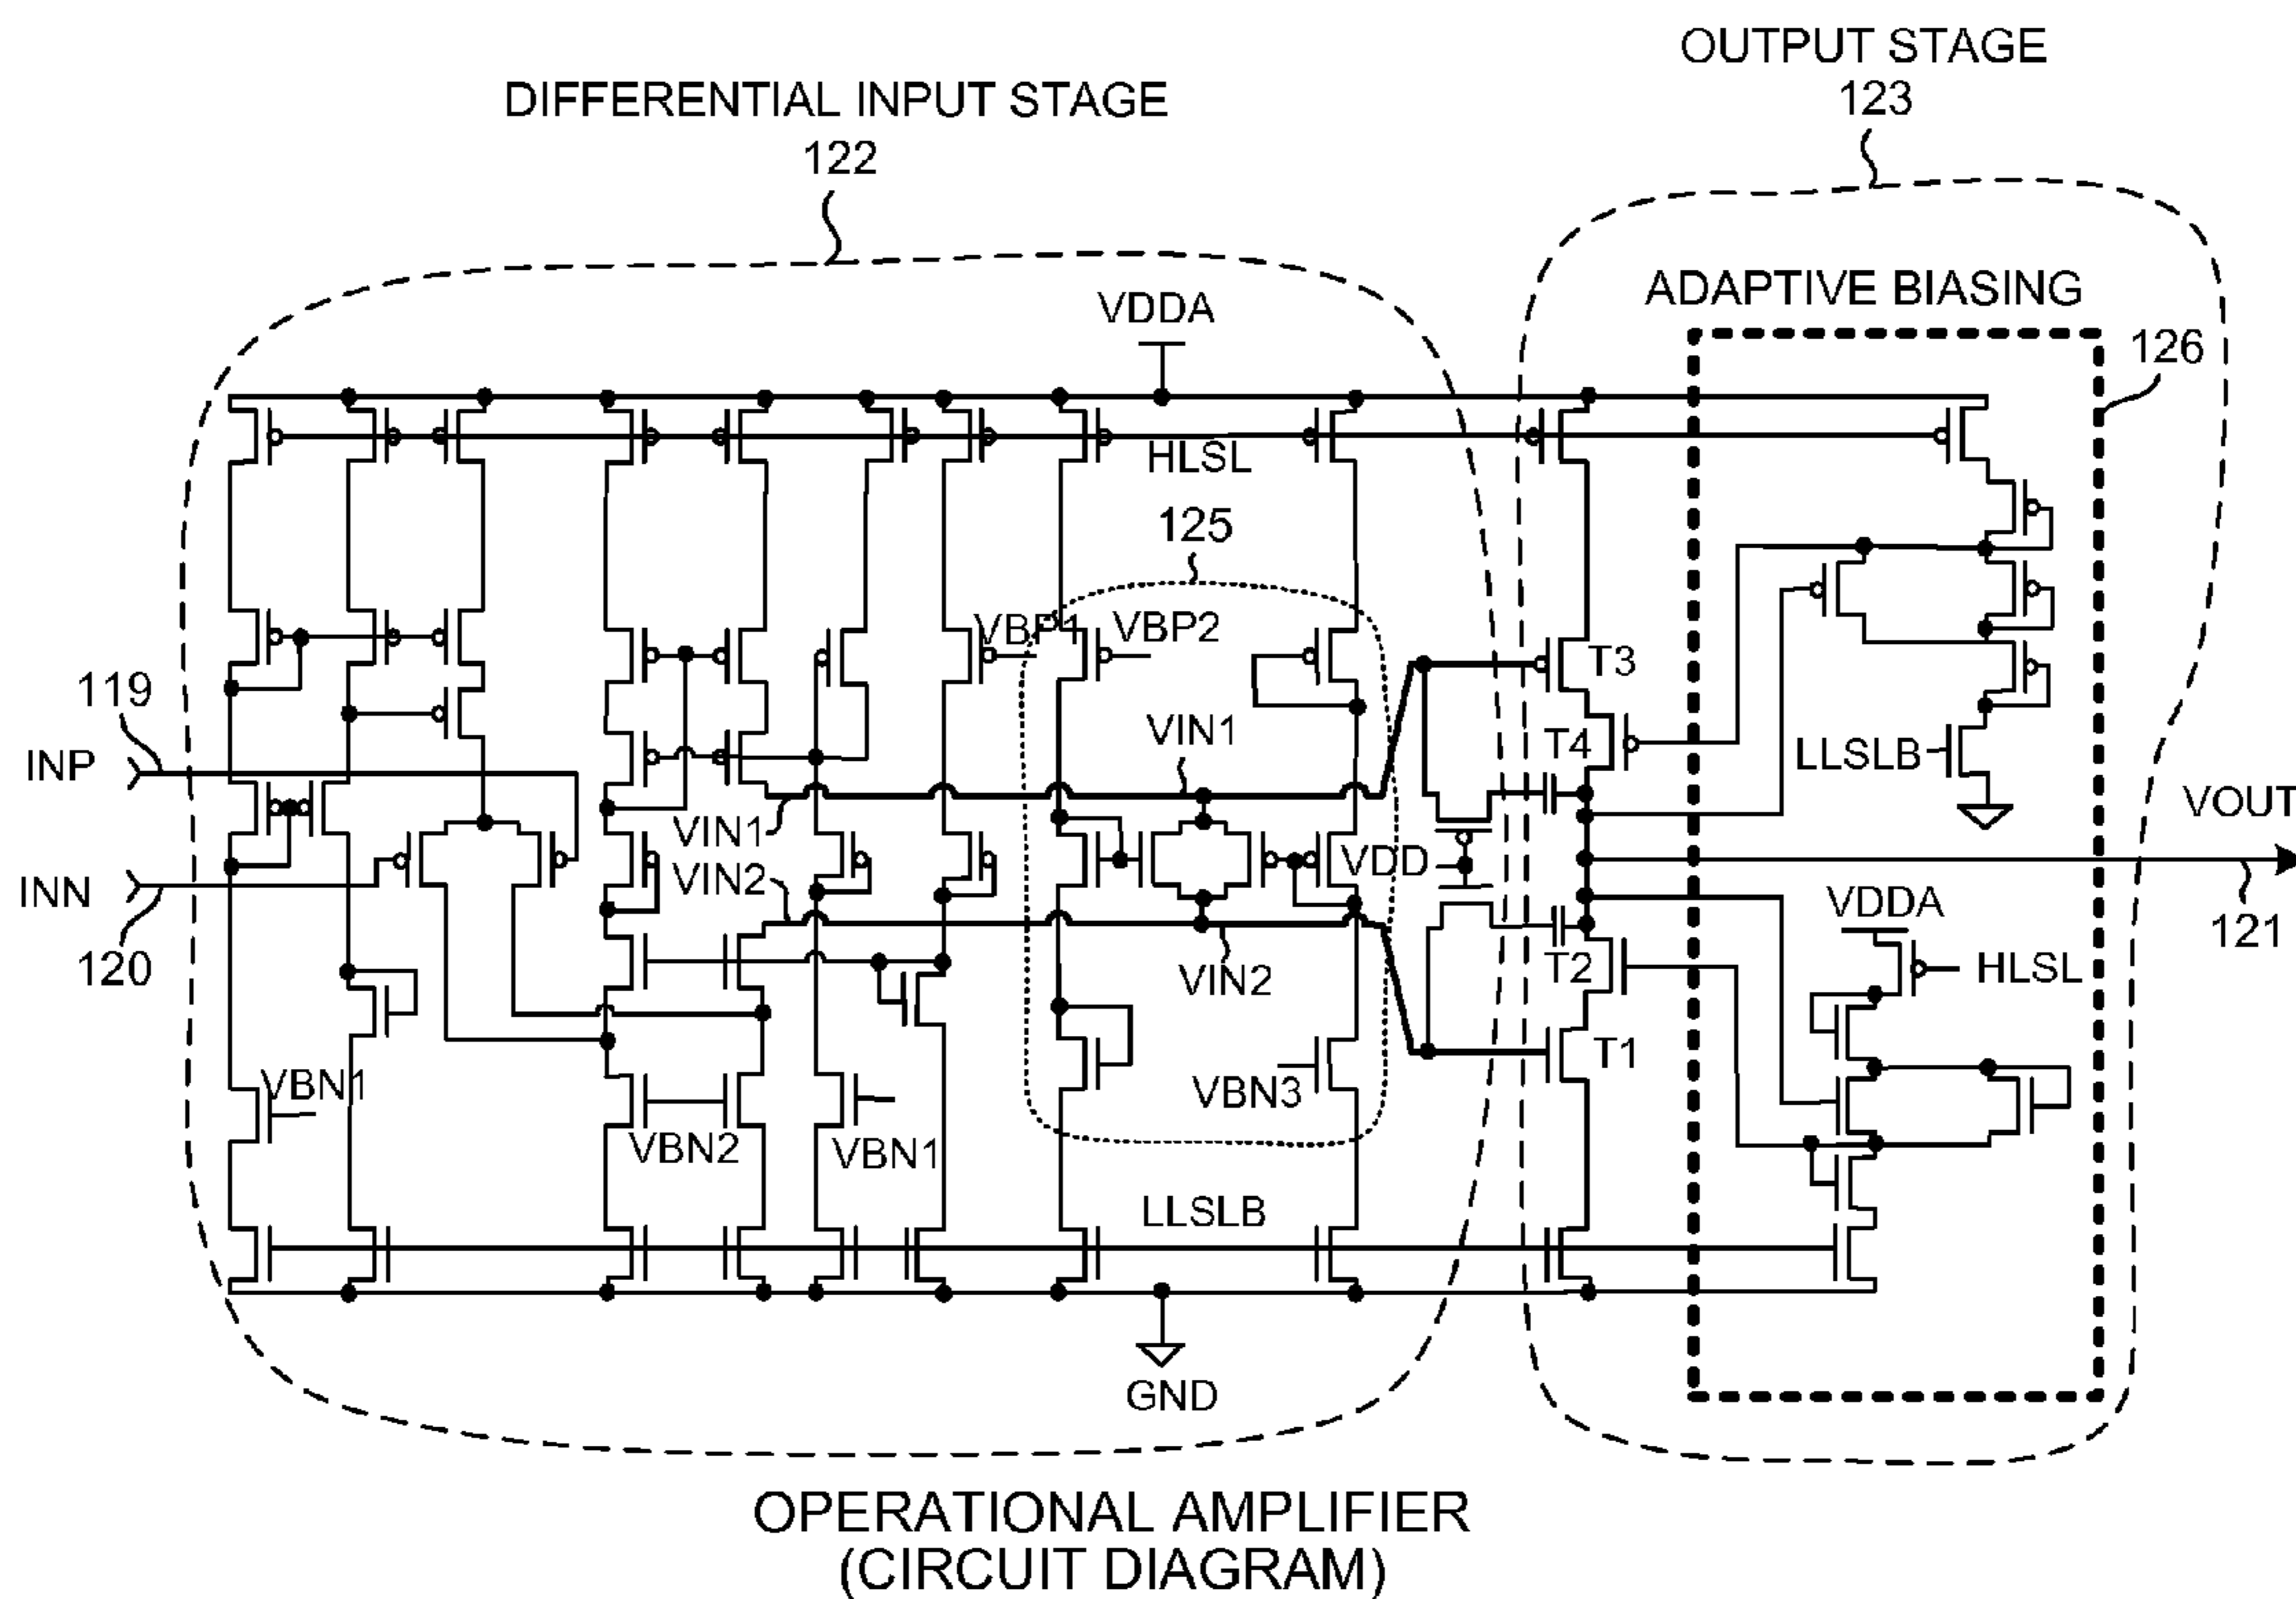 OUTPUT STAGE
123
DIFFERENTIAL INPUT STAGE
122
ADAPTIVE BIASING
126
VDDA
HLSL
125
VBP1
VBP2
119
INP
INN
120
VIN1
VIN1
VIN2
VIN2
VDD
T3
T4
T2
T1
LLSLB
VOUT
121
VDDA
HLSL
VBN1
VBN2
VBN1
VBN3
LLSLB
GND
OPERATIONAL AMPLIFIER
(CIRCUIT DIAGRAM)